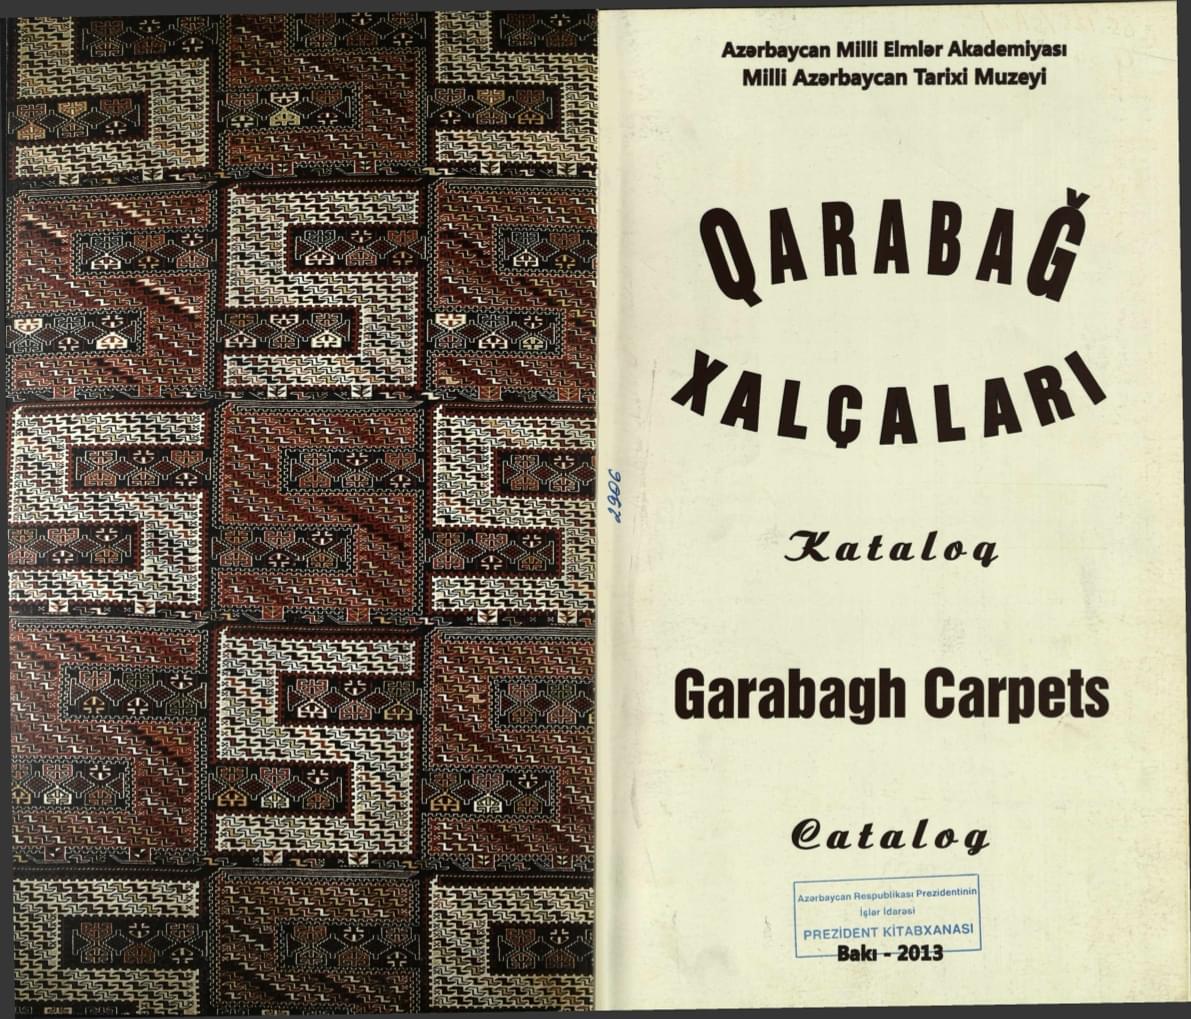 Azərbaycan Milli Elmlər Akademiyası
Milli Azərbaycan Tarixi Muzeyi
QARABAĞ
XALÇALARI
Kataloq
Garabagh Carpets
Catalog
Azərbaycan Respublikası Prezidentinin
İşlər İdarəsi
PREZİDENT KİTABXANASI
Bakı - 2013
2906